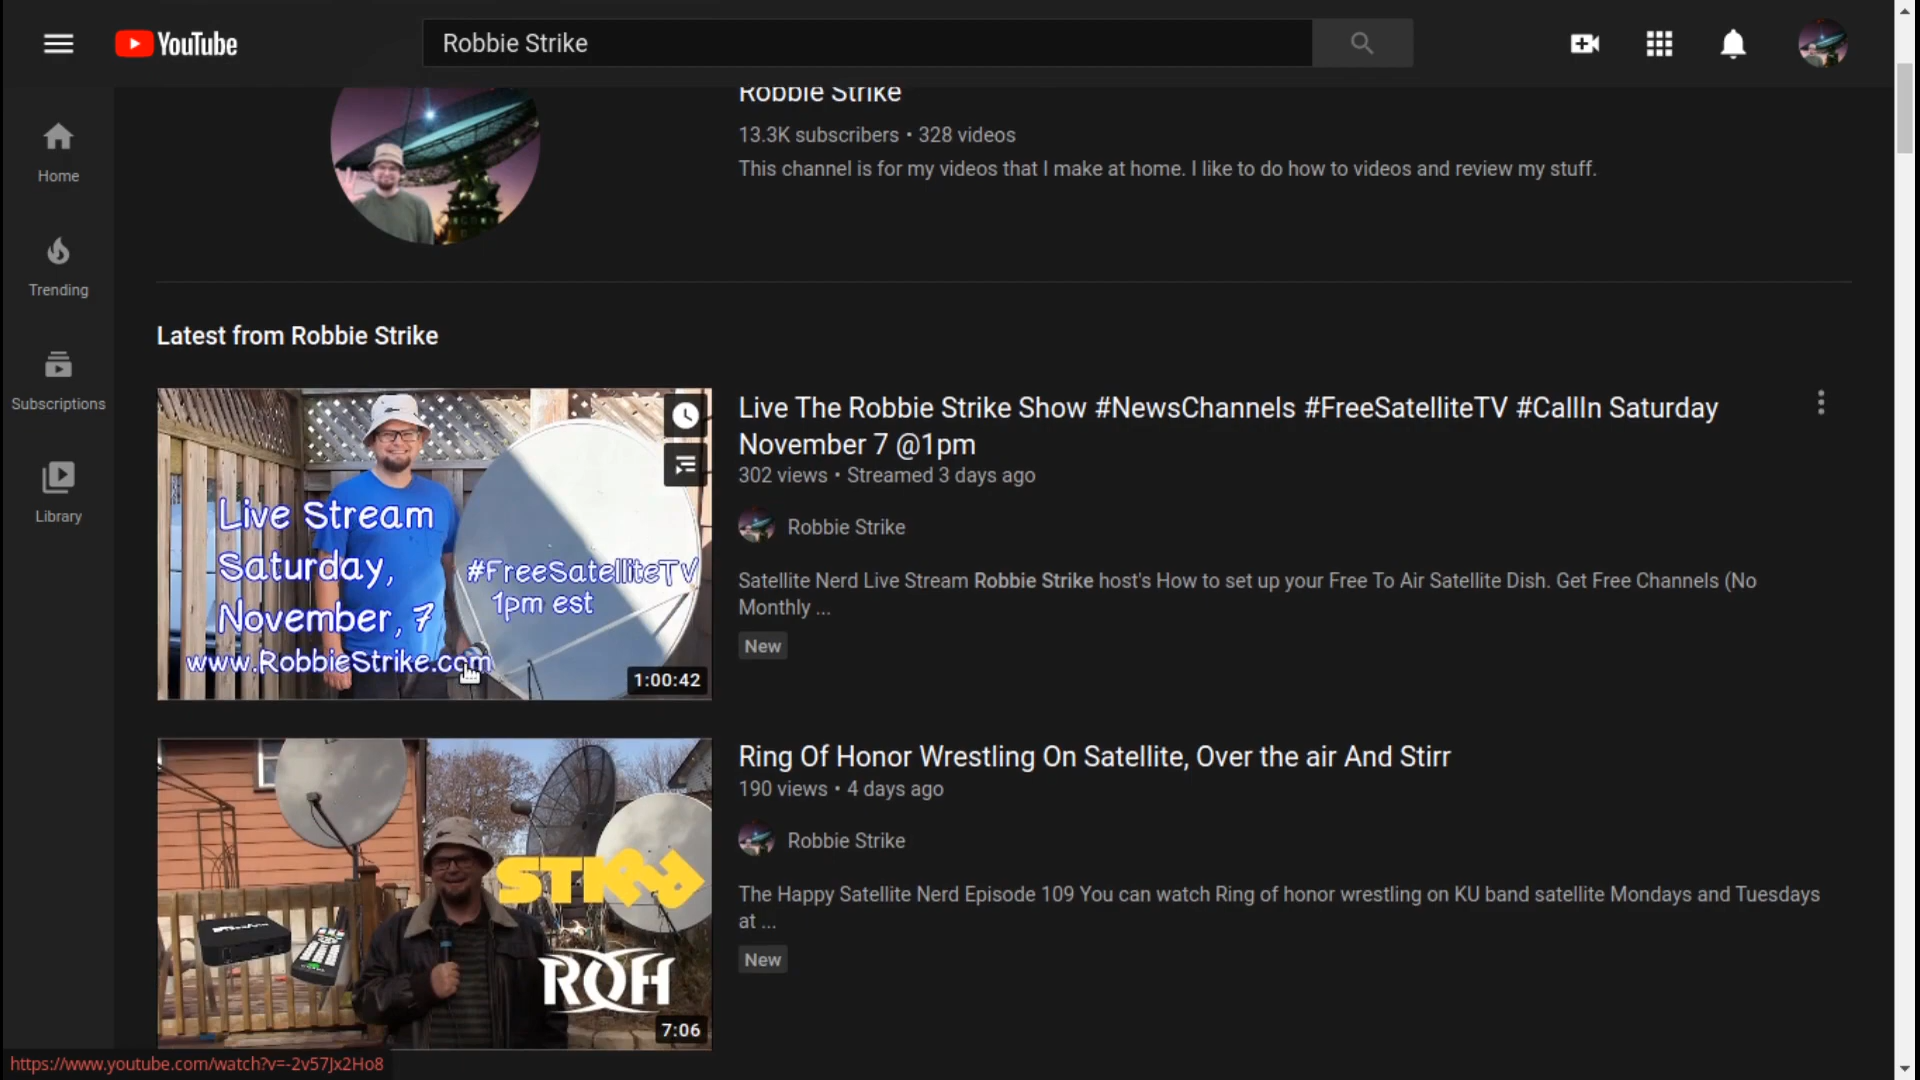 YouTube
Robbie Strike
Home
Trending
Subscriptions
Library
Robbie Strike
13.3K subscribers • 328 videos
This channel is for my videos that I make at home. I like to do how to videos and review my stuff.
Latest from Robbie Strike
Live Stream
Saturday,
November, 7
www.RobbieStrike.com
#FreeSatelliteTV
1pm est
1:00:42
Live The Robbie Strike Show #NewsChannels #FreeSatelliteTV #CallIn Saturday
November 7 @1pm
302 views • Streamed 3 days ago
Robbie Strike
Satellite Nerd Live Stream Robbie Strike host's How to set up your Free To Air Satellite Dish. Get Free Channels (No
Monthly ...
New
STIRR
ROH
7:06
Ring Of Honor Wrestling On Satellite, Over the air And Stirr
190 views • 4 days ago
Robbie Strike
The Happy Satellite Nerd Episode 109 You can watch Ring of honor wrestling on KU band satellite Mondays and Tuesdays
at ...
New
https://www.youtube.com/watch?v=-2v57Jx2Ho8